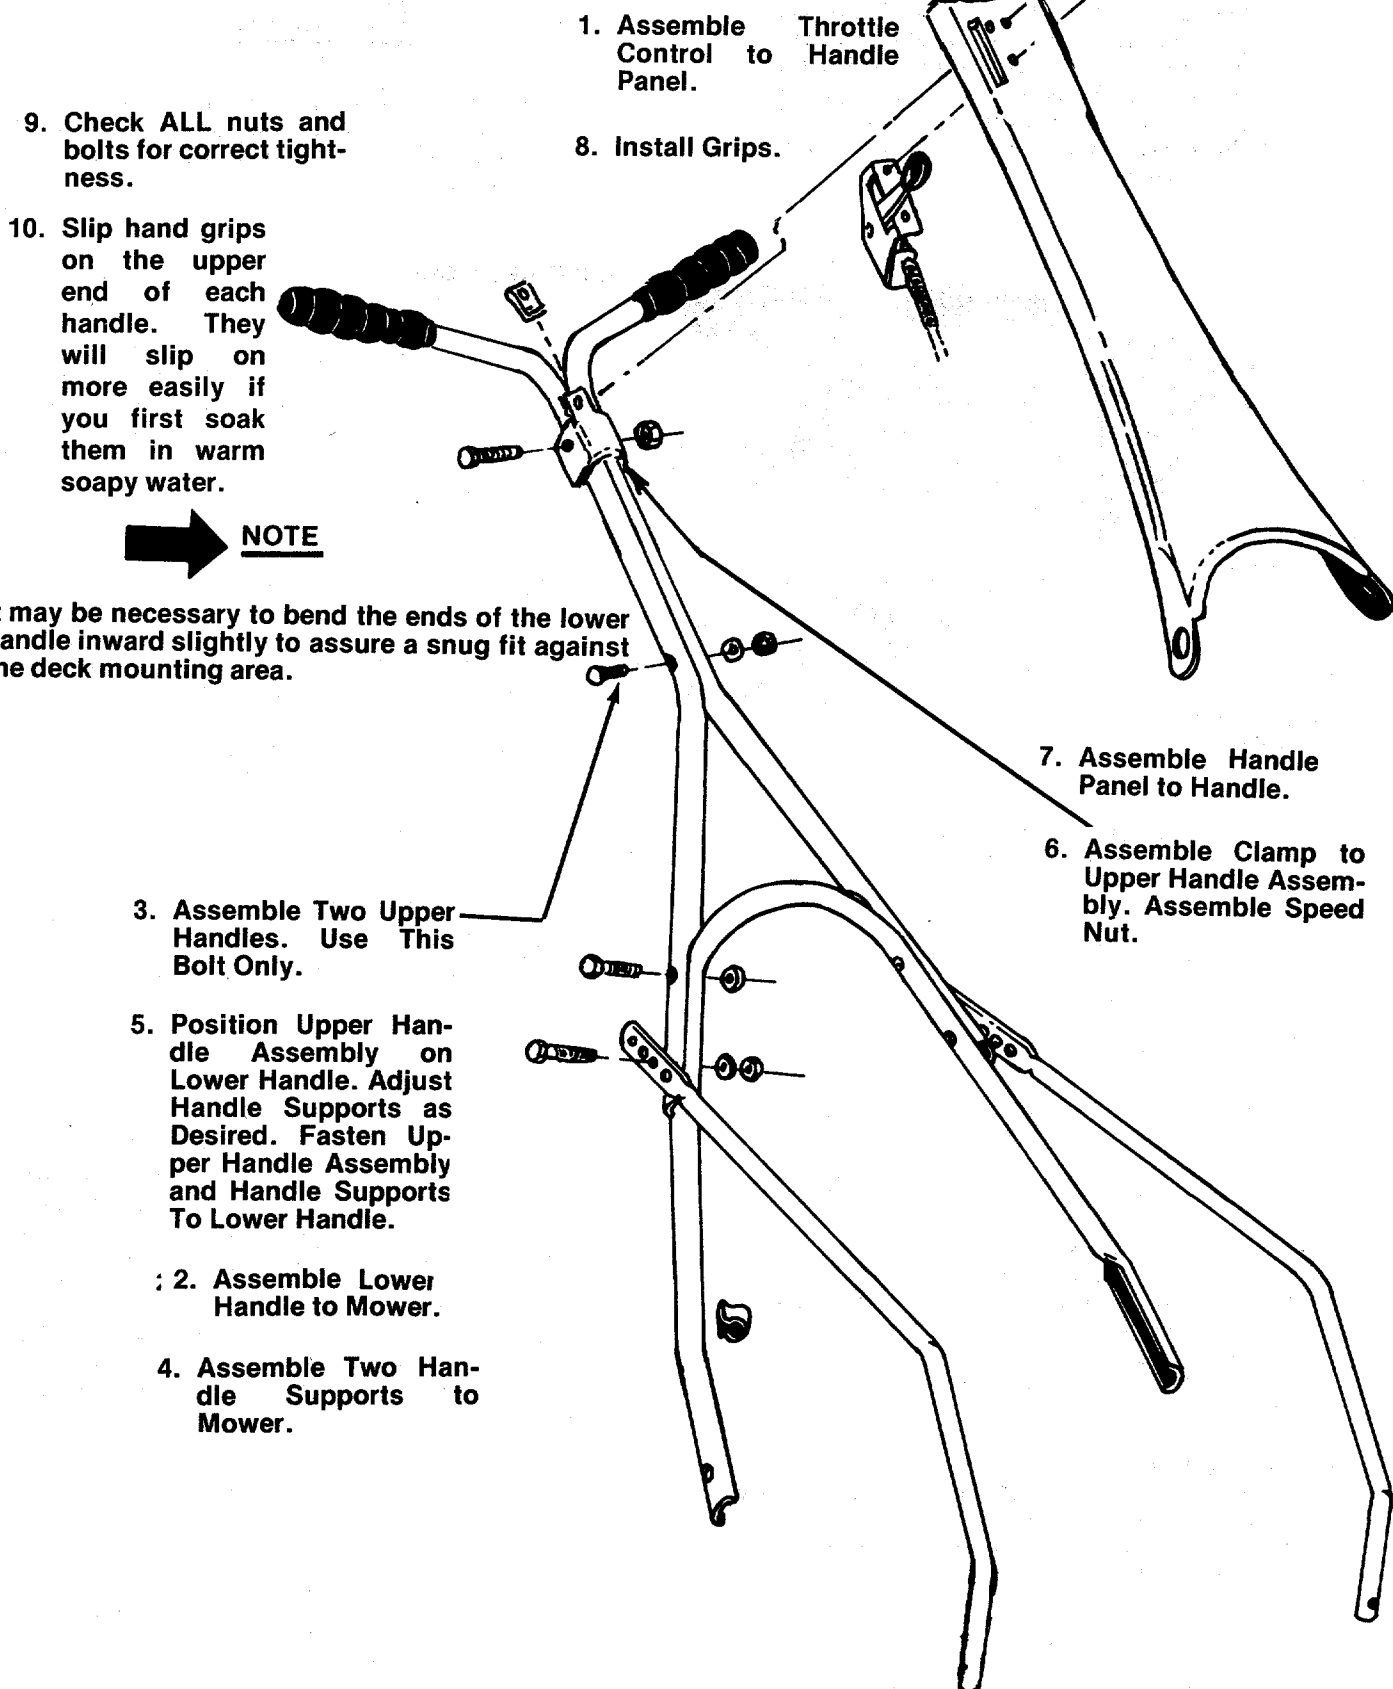 1. Assemble Throttle
Control to Handle
Panel.
9. Check ALL nuts and
bolts for correct tight-
ness.
8. Install Grips.
10. Slip hand grips
on the upper
end of each
handle. They
will slip on
more easily if
you first soak
them in warm
soapy water.
NOTE
may be necessary to bend the ends of the lower
andle inward slightly to assure a snug fit against
ne deck mounting area.
7. Assemble Handle
Panel to Handle.
6. Assemble Clamp to
Upper Handle Assem-
bly. Assemble Speed
Nut.
3. Assemble Two Upper
Handles. Use This
Bolt Only.
5. Position Upper Han-
dle Assembly on
Lower Handle. Adjust
Handle Supports as
Desired. Fasten Up-
per Handle Assembly
and Handle Supports
To Lower Handle.
2. Assemble Lower
Handle to Mower.
4. Assemble Two Han-
dle Supports to
Mower.